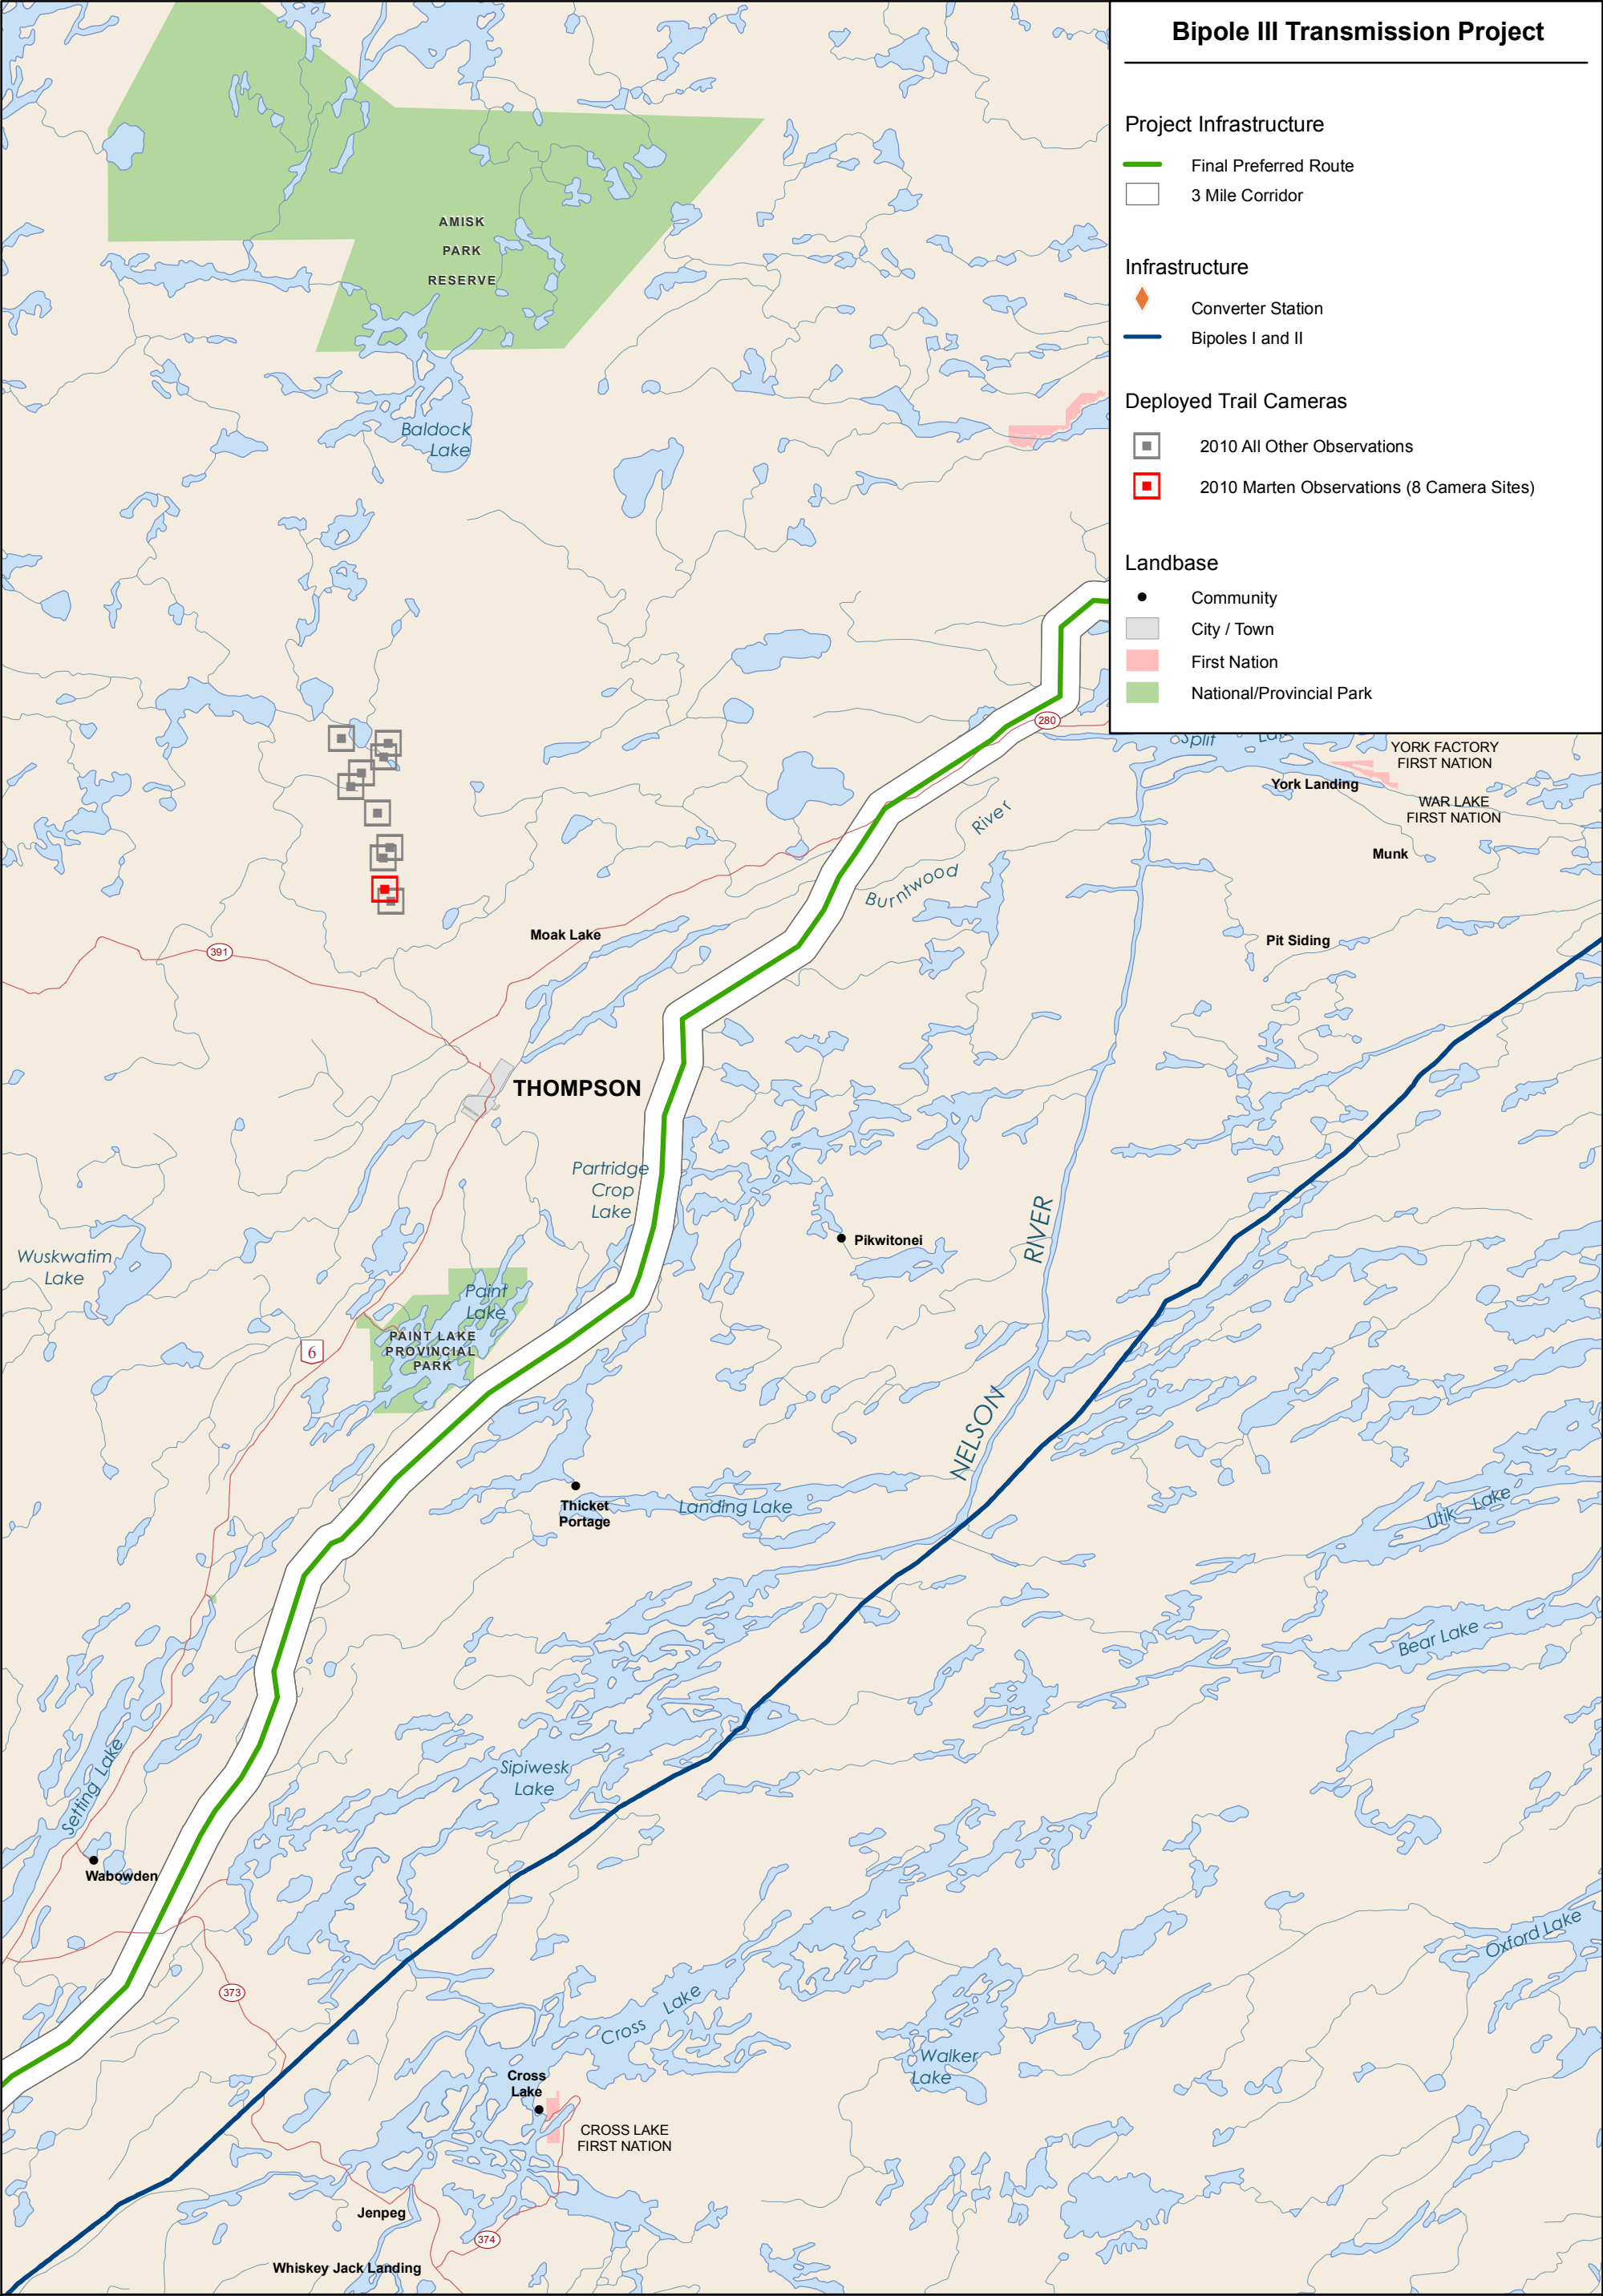 Bipole III Transmission Project
Project Infrastructure
Final Preferred Route
3 Mile Corridor
Infrastructure
Converter Station
Bipoles I and II
Deployed Trail Cameras
2010 All Other Observations
2010 Marten Observations (8 Camera Sites)
Landbase
Community
City / Town
First Nation
National/Provincial Park
AMISK
PARK
RESERVE
Baldock
Lake
280
Split
YORK FACTORY
FIRST NATION
York Landing
WAR LAKE
FIRST NATION
Munk
Burntwood River
Moak Lake
Pit Siding
391
THOMPSON
Partridge
Crop
Lake
Pikwitonei
NELSON RIVER
Wuskwatim
Lake
Paint
Lake
PAINT LAKE
PROVINCIAL
PARK
6
Thicket
Portage
Landing Lake
Utik Lake
Bear Lake
Setting Lake
Sipiwesk
Lake
Wabowden
Oxford Lake
373
Cross Lake
Walker
Lake
Cross
Lake
CROSS LAKE
FIRST NATION
Jenpeg
374
Whiskey Jack Landing